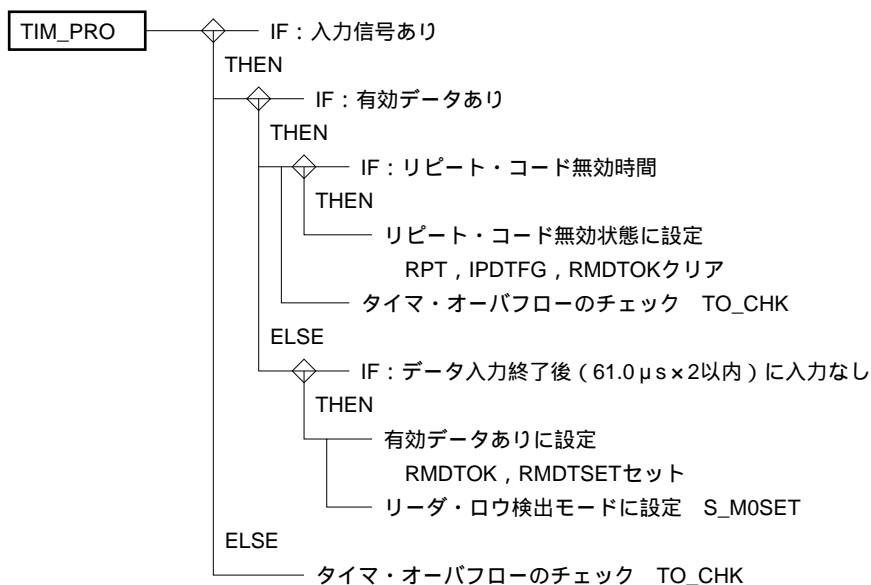 TIM_PRO
IF：入力信号あり
THEN
IF：有効データあり
THEN
IF：リピート・コード無効時間
THEN
リピート・コード無効状態に設定
RPT，IPDTFG，RMDTOKクリア
タイマ・オーバフローのチェック　TO_CHK
ELSE
IF：データ入力終了後（61.0μs×2以内）に入力なし
THEN
有効データありに設定
RMDTOK，RMDTSETセット
リーダ・ロウ検出モードに設定　S_M0SET
ELSE
タイマ・オーバフローのチェック　TO_CHK